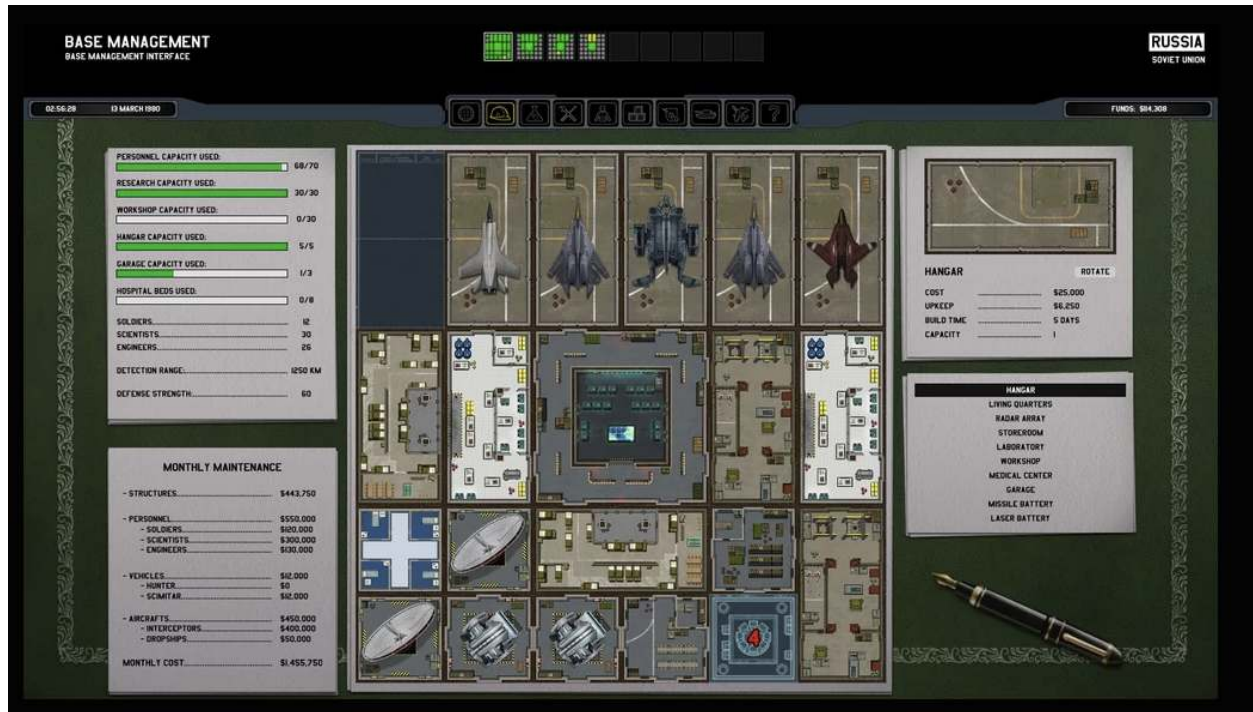 BASE MANAGEMENT
BASE MANAGEMENT INTERFACE
RUSSIA
SOVIET UNION
02:56:28 13 MARCH 1980
?
FUNDS: $114,308
PERSONNEL CAPACITY USED:
68/70
RESEARCH CAPACITY USED:
30/30
WORKSHOP CAPACITY USED:
0/30
HANGAR CAPACITY USED:
5/5
GARAGE CAPACITY USED:
1/3
HOSPITAL BEDS USED:
0/8
SOLDIERS 12
SCIENTISTS 30
ENGINEERS 26
DETECTION RANGE: 1250 KM
DEFENSE STRENGTH: 60
MONTHLY MAINTENANCE
- STRUCTURES $443,750
- PERSONNEL $550,000
- SOLDIERS $120,000
- SCIENTISTS $300,000
- ENGINEERS $130,000
- VEHICLES $12,000
- HUNTER $0
- SCIMITAR $12,000
- AIRCRAFTS $450,000
- INTERCEPTORS $400,000
- DROPSHIPS $50,000
MONTHLY COST $1,455,750
4
HANGAR ROTATE
COST $25,000
UPKEEP $6,250
BUILD TIME 5 DAYS
CAPACITY 1
HANGAR
LIVING QUARTERS
RADAR ARRAY
STOREROOM
LABORATORY
WORKSHOP
MEDICAL CENTER
GARAGE
MISSILE BATTERY
LASER BATTERY